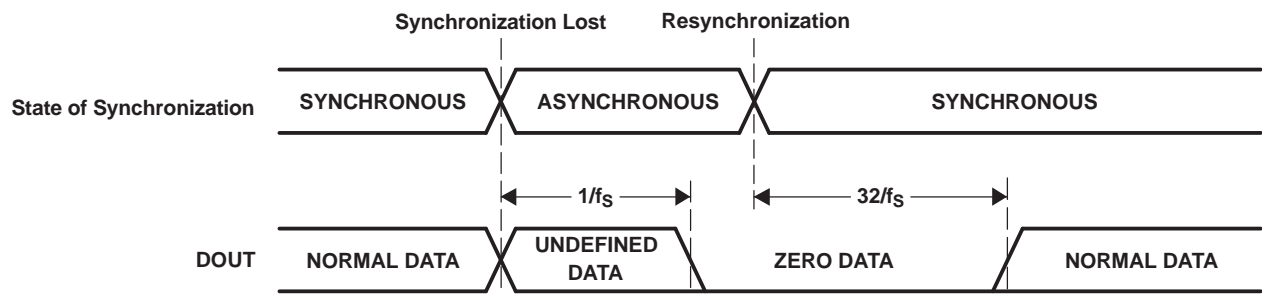 Synchronization Lost
Resynchronization
State of Synchronization
SYNCHRONOUS
ASYNCHRONOUS
SYNCHRONOUS
1/fS
32/fS
DOUT
NORMAL DATA
UNDEFINED
DATA
ZERO DATA
NORMAL DATA